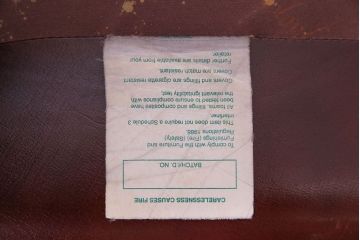 CARELESSNESS CAUSES FIRE
BATCH/I.D. NO.
To comply with the Furniture and
Furnishings (Fire) (Safety)
Regulations 1988.
This item does not require a Schedule 3
interliner.
All foams, fillings and composites have
been tested to ensure compliance with
the relevant ignitability test.
Covers and fillings are cigarette resistant
Covers are match resistant.
Further details are available from your
retailer